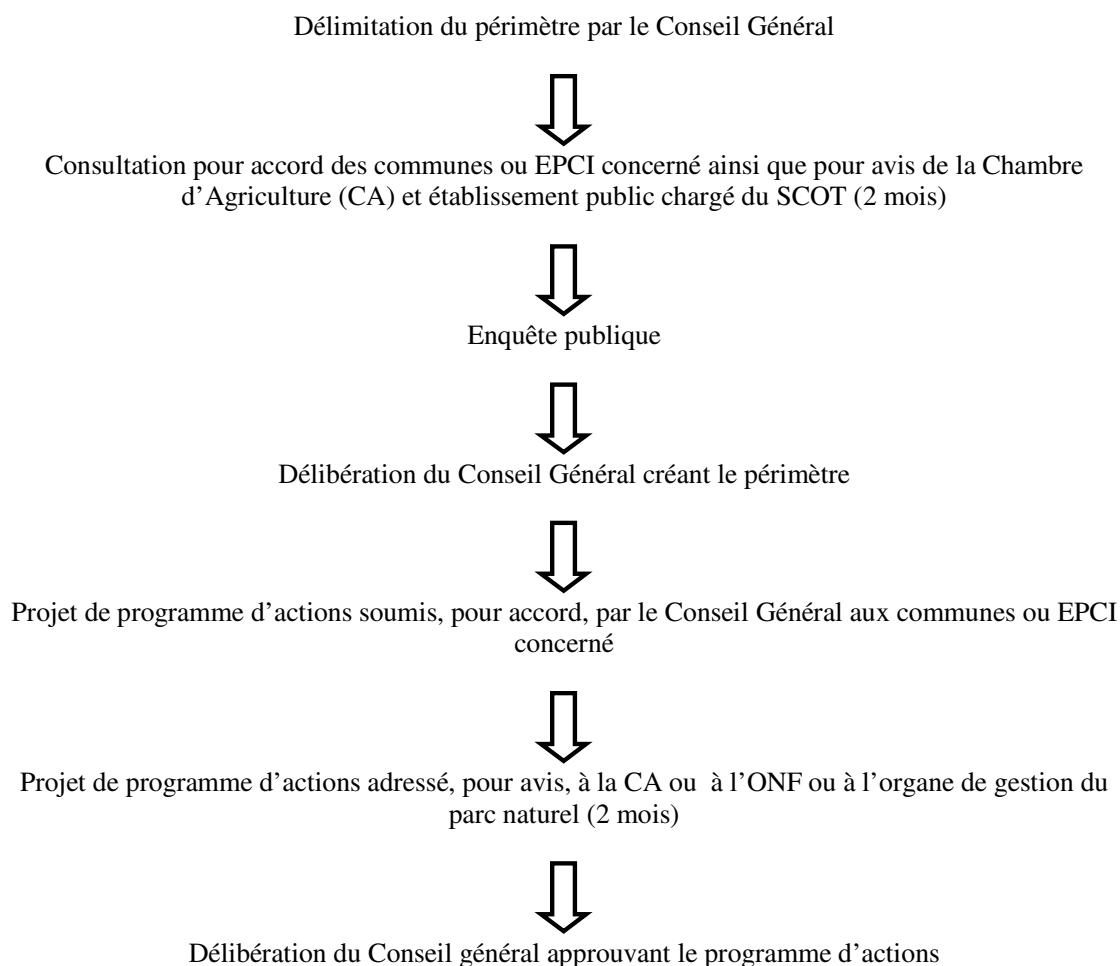 Délimitation du périmètre par le Conseil Général
Consultation pour accord des communes ou EPCI concerné ainsi que pour avis de la Chambre
d’Agriculture (CA) et établissement public chargé du SCOT (2 mois)
Enquête publique
Délibération du Conseil Général créant le périmètre
Projet de programme d’actions soumis, pour accord, par le Conseil Général aux communes ou EPCI
concerné
Projet de programme d’actions adressé, pour avis, à la CA ou à l’ONF ou à l’organe de gestion du
parc naturel (2 mois)
Délibération du Conseil général approuvant le programme d’actions